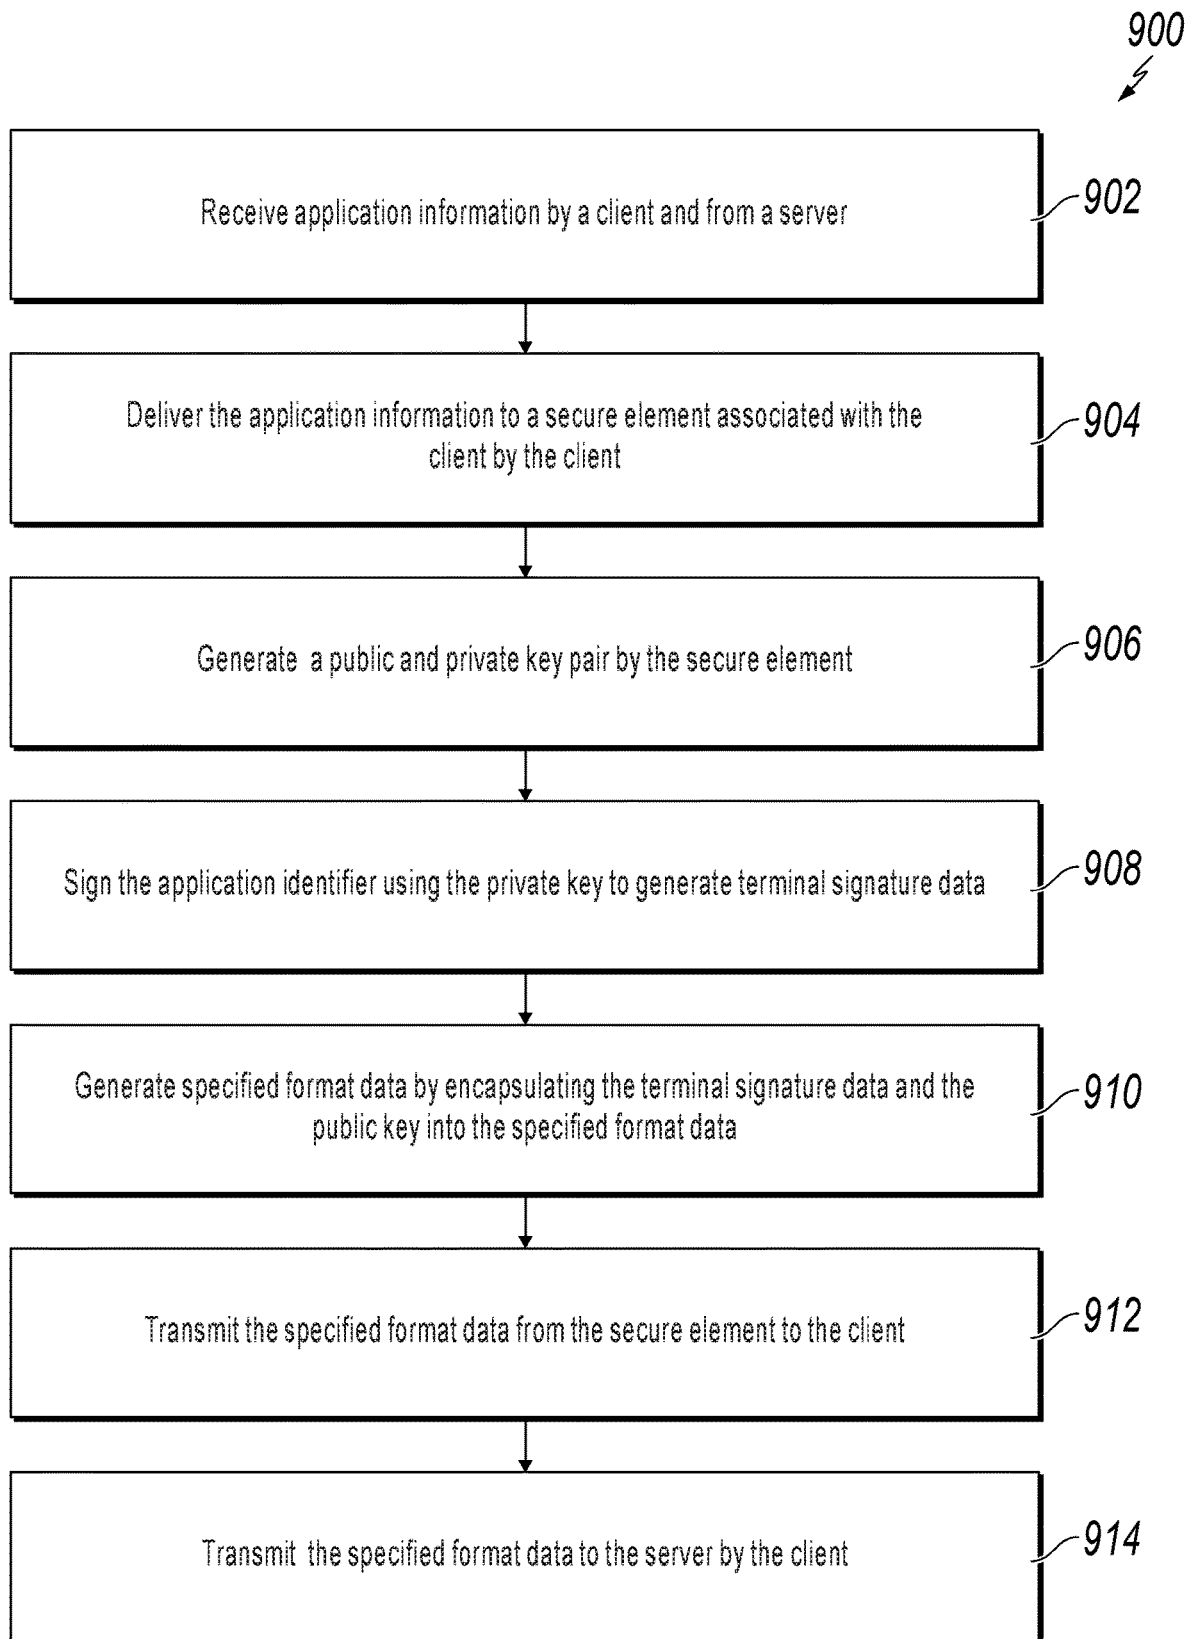 900
Receive application information by a client and from a server
902
Deliver the application information to a secure element associated with the
client by the client
904
Generate a public and private key pair by the secure element
906
Sign the application identifier using the private key to generate terminal signature data
908
Generate specified format data by encapsulating the terminal signature data and the
public key into the specified format data
910
Transmit the specified format data from the secure element to the client
912
Transmit the specified format data to the server by the client
914